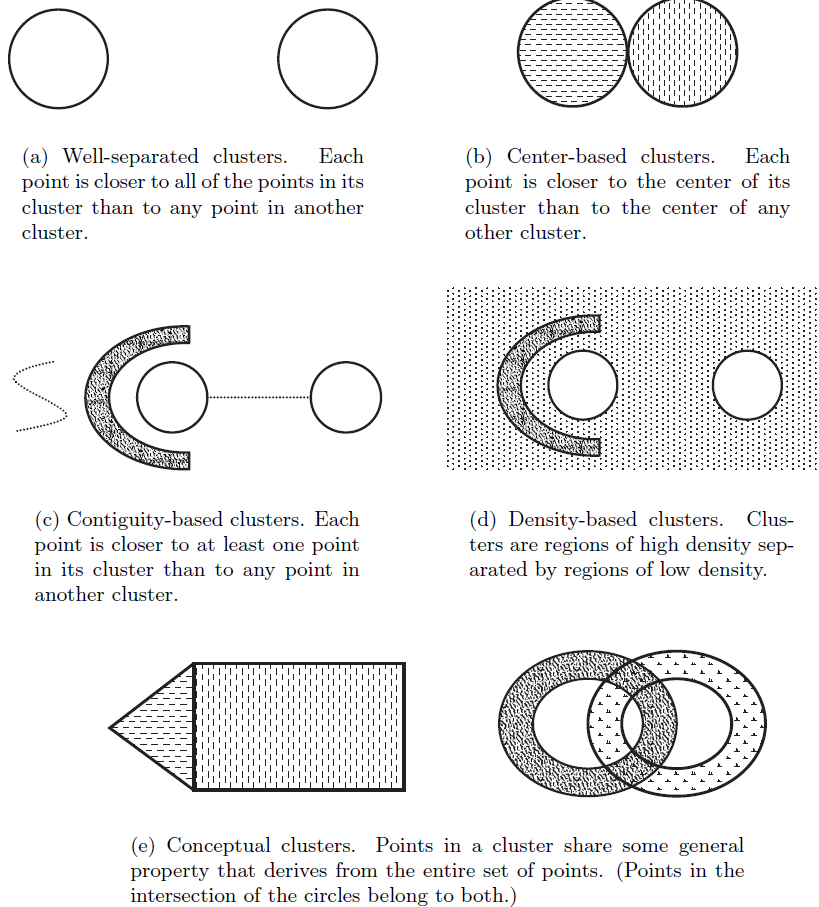 (a) Well-separated clusters. Each
point is closer to all of the points in its
cluster than to any point in another
cluster.
(b) Center-based clusters. Each
point is closer to the center of its
cluster than to the center of any
other cluster.
(c) Contiguity-based clusters. Each
point is closer to at least one point
in its cluster than to any point in
another cluster.
(d) Density-based clusters. Clus-
ters are regions of high density sep-
arated by regions of low density.
(e) Conceptual clusters. Points in a cluster share some general
property that derives from the entire set of points. (Points in the
intersection of the circles belong to both.)